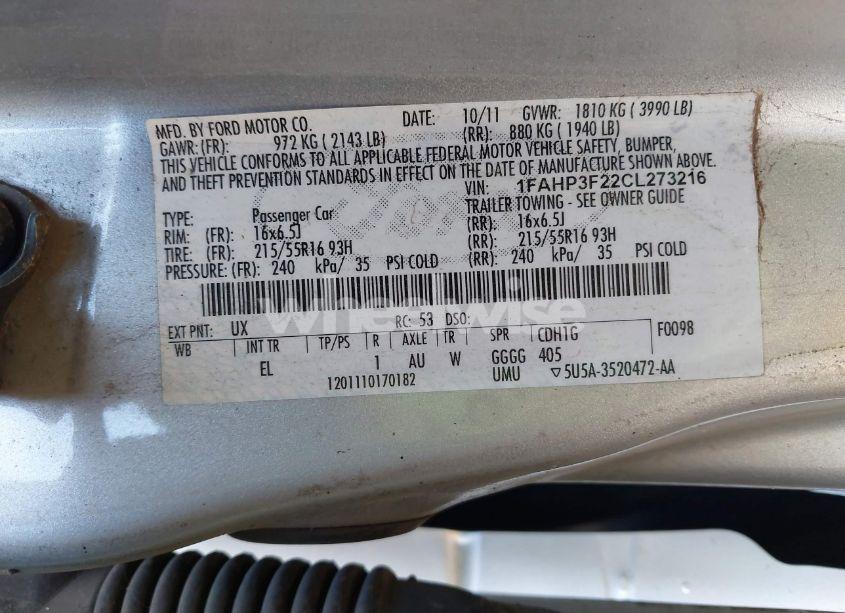 MFD. BY FORD MOTOR CO. DATE: 10/11 GVWR: 1810 KG ( 3990 LB)
GAWR: (FR): 972 KG ( 2143 LB) (RR): 880 KG ( 1940 LB)
THIS VEHICLE CONFORMS TO ALL APPLICABLE FEDERAL MOTOR VEHICLE SAFETY, BUMPER,
AND THEFT PREVENTION STANDARDS IN EFFECT ON THE DATE OF MANUFACTURE SHOWN ABOVE.
VIN: 1FAHP3F22CL273216
TYPE: Passenger Car TRAILER TOWING - SEE OWNER GUIDE
RIM: (FR): 16x6.5J (RR): 16x6.5J
TIRE: (FR): 215/55R16 93H (RR): 215/55R16 93H
PRESSURE: (FR): 240 kPa/ 35 PSI COLD (RR): 240 kPa/ 35 PSI COLD
wheelwise
EXT PNT: UX RC: 53 DSO:
WB INT TR TP/PS R AXLE TR SPR CDH1G F0098
EL 1 AU W GGGG 405
1201110170182 UMU ▽5U5A-3520472-AA